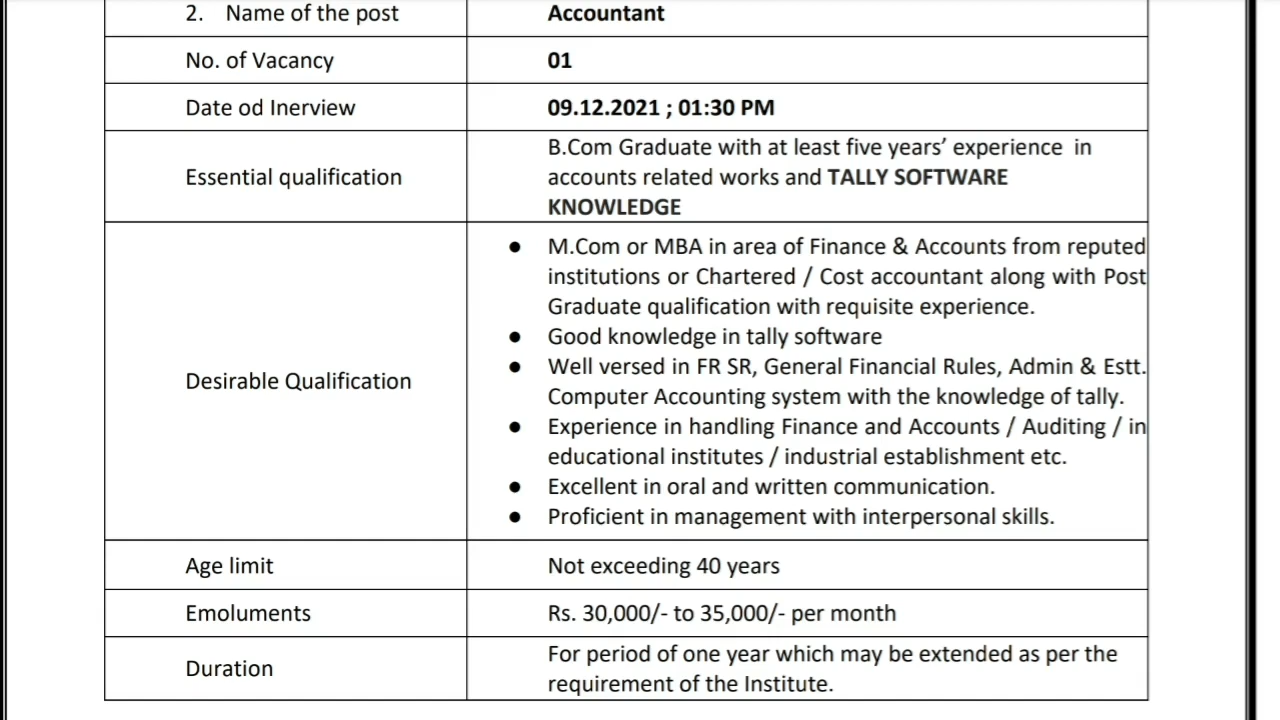 2. Name of the post Accountant
No. of Vacancy 01
Date od Inerview 09.12.2021 ; 01:30 PM
B.Com Graduate with at least five years’ experience in
Essential qualification accounts related works and TALLY SOFTWARE
KNOWLEDGE
● M.Com or MBA in area of Finance & Accounts from reputed
institutions or Chartered / Cost accountant along with Post
Graduate qualification with requisite experience.
● Good knowledge in tally software
● Well versed in FR SR, General Financial Rules, Admin & Estt.
Desirable Qualification
Computer Accounting system with the knowledge of tally.
● Experience in handling Finance and Accounts / Auditing / in
educational institutes / industrial establishment etc.
● Excellent in oral and written communication.
● Proficient in management with interpersonal skills.
Age limit Not exceeding 40 years
Emoluments Rs. 30,000/- to 35,000/- per month
Duration
For period of one year which may be extended as per the
requirement of the Institute.